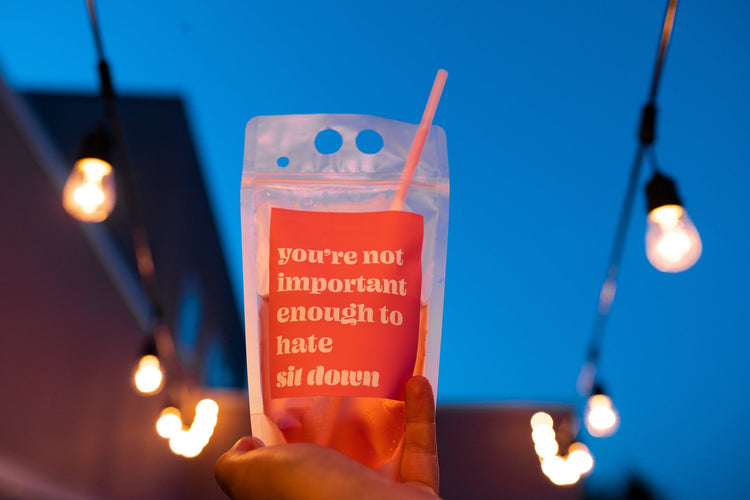 you're not
important
enough to
hate
sit down